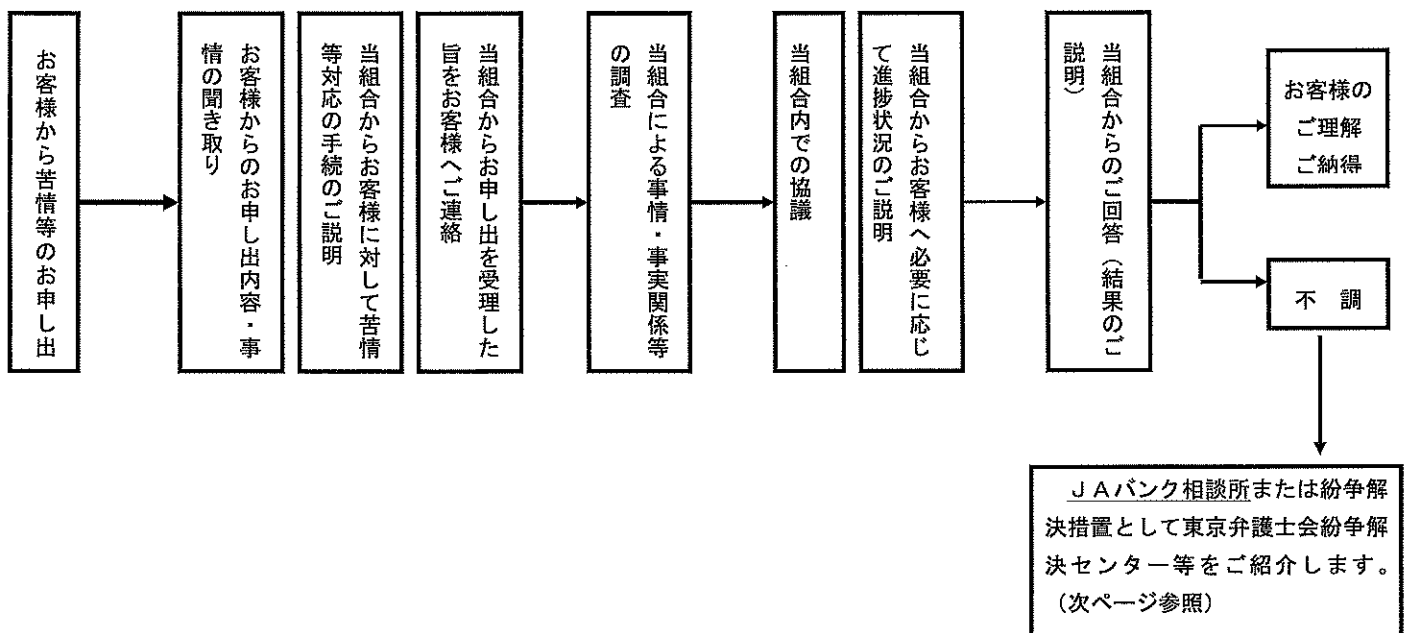 お客様から苦情等のお申し出
お客様からのお申し出内容・事
情の聞き取り
当組合からお客様に対して苦情
等対応の手続のご説明
当組合からお申し出を受理した
旨をお客様へご連絡
当組合による事情・事実関係等
の調査
当組合内での協議
当組合からお客様へ必要に応じ
て進捗状況のご説明
当組合からのご回答（結果のご
説明）
お客様の
ご理解
ご納得
不調
ＪＡバンク相談所または紛争解
決措置として東京弁護士会紛争解
決センター等をご紹介します。
（次ページ参照）